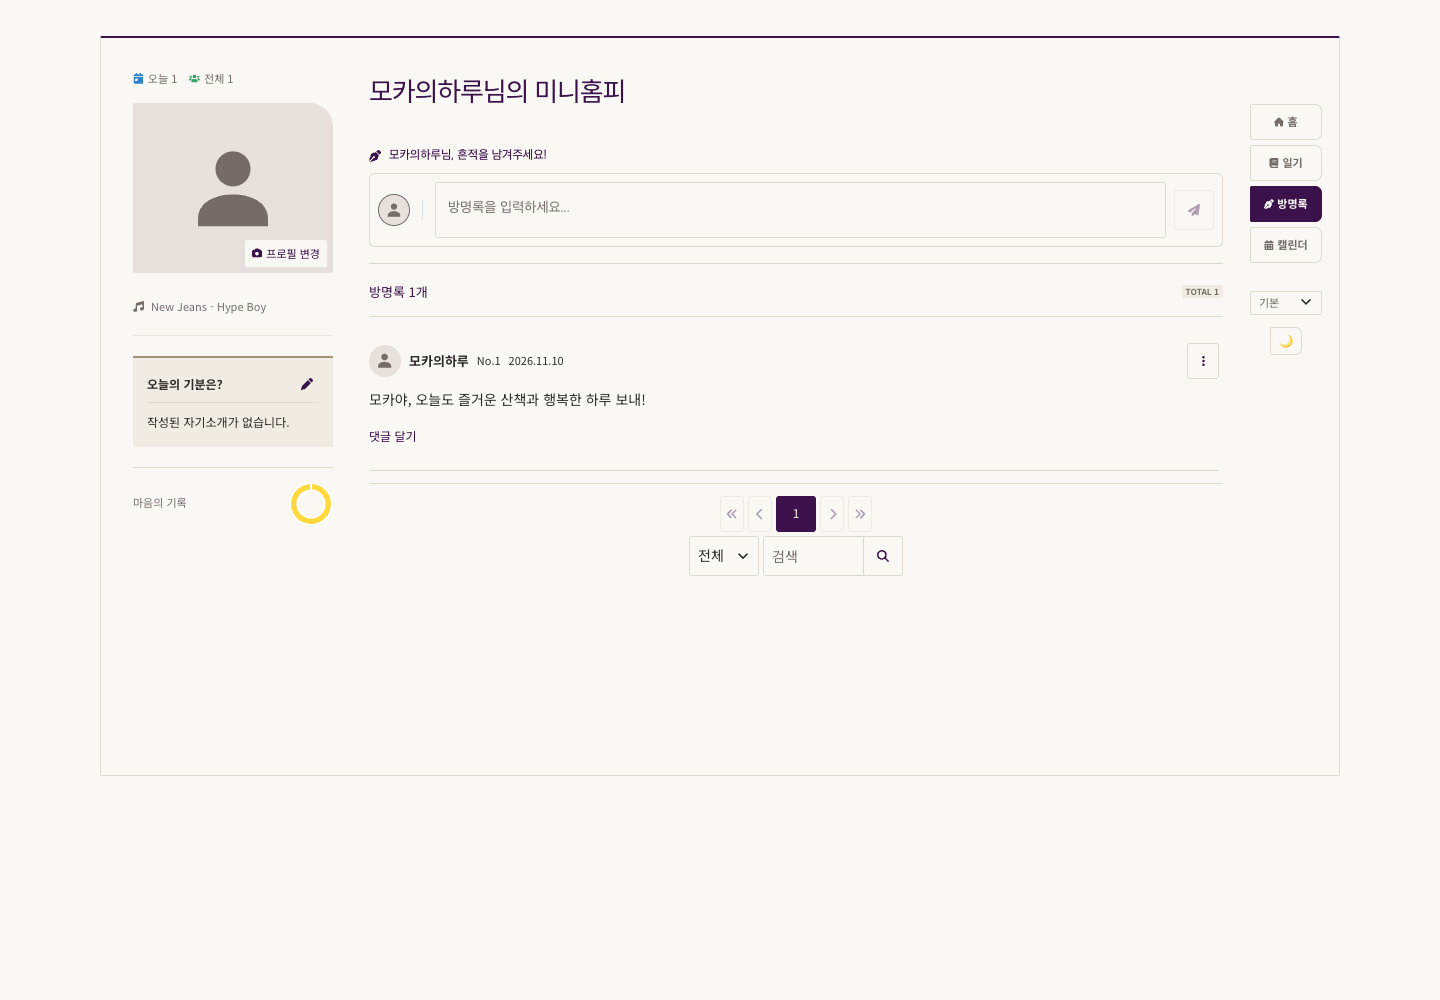 오늘 1 전체 1
프로필 변경
New Jeans - Hype Boy
오늘의 기분은?
작성된 자기소개가 없습니다.
마음의 기록
모카의하루님의 미니홈피
모카의하루님, 흔적을 남겨주세요!
방명록을 입력하세요...
방명록 1개
TOTAL 1
모카의하루 No.1 2026.11.10
모카야, 오늘도 즐거운 산책과 행복한 하루 보내!
댓글 달기
1
전체
검색
홈
일기
방명록
캘린더
기본